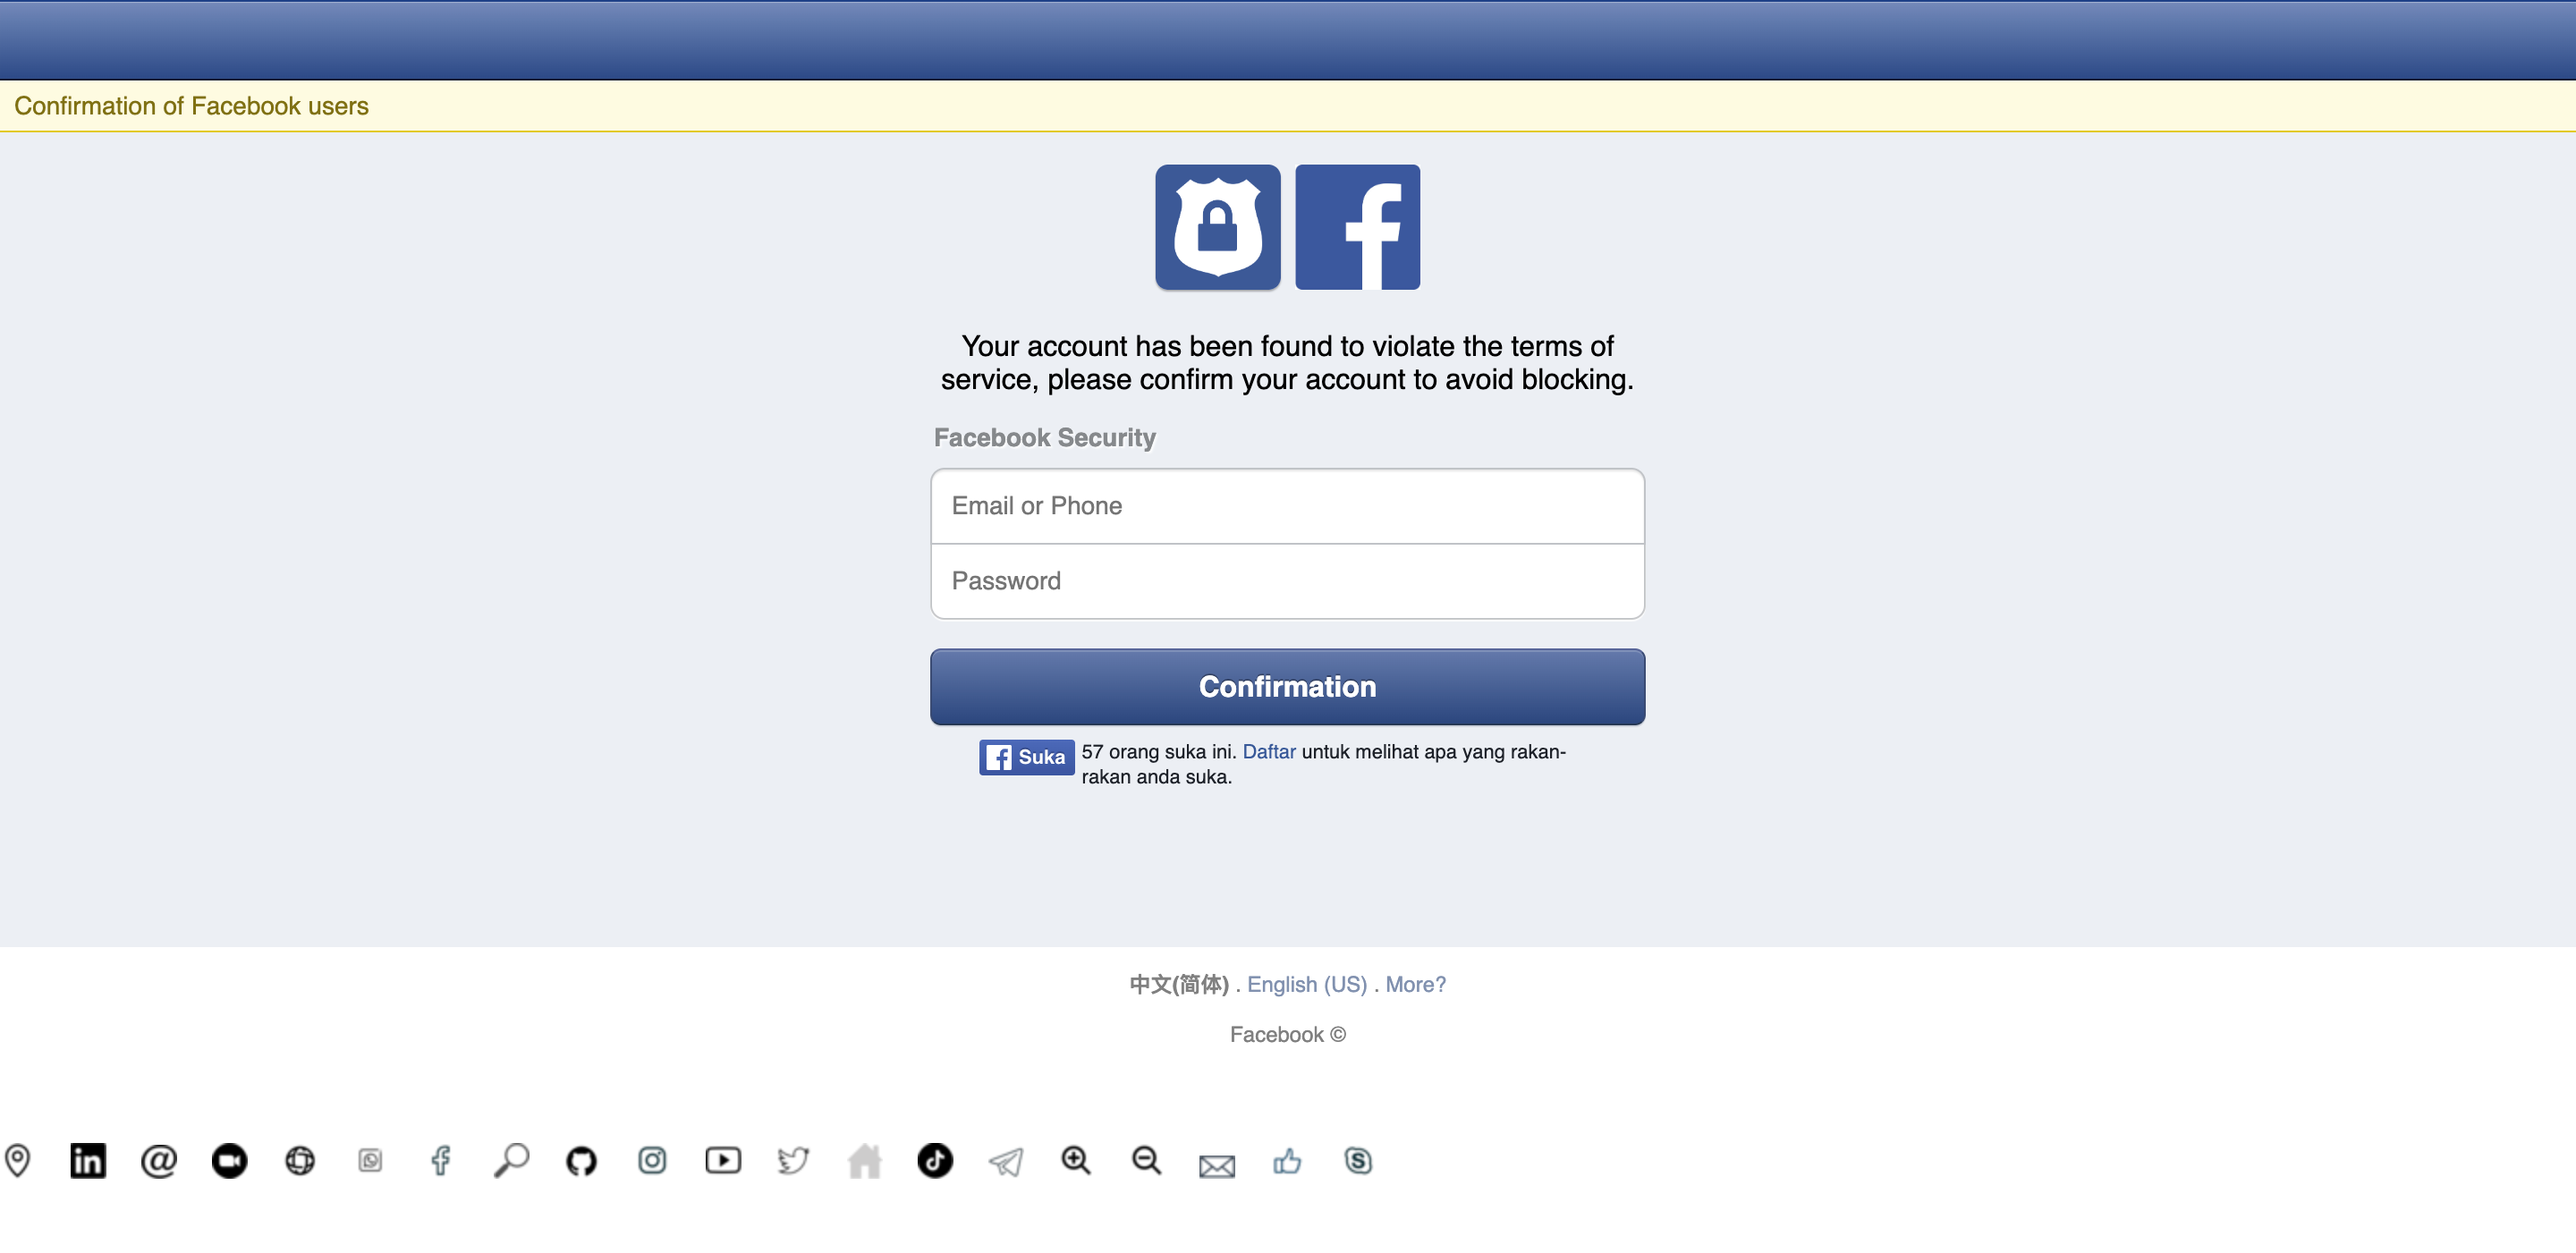 Confirmation of Facebook users
Your account has been found to violate the terms of
service, please confirm your account to avoid blocking.
Facebook Security
Email or Phone
Password
Confirmation
Suka 57 orang suka ini. Daftar untuk melihat apa yang rakan-
rakan anda suka.
中文(简体) . English (US) . More?
Facebook ©